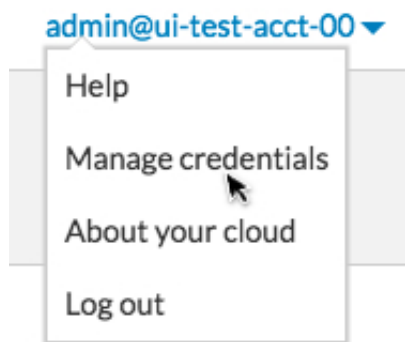 admin@ui-test-acct-00
Help
Manage credentials
About your cloud
Log out